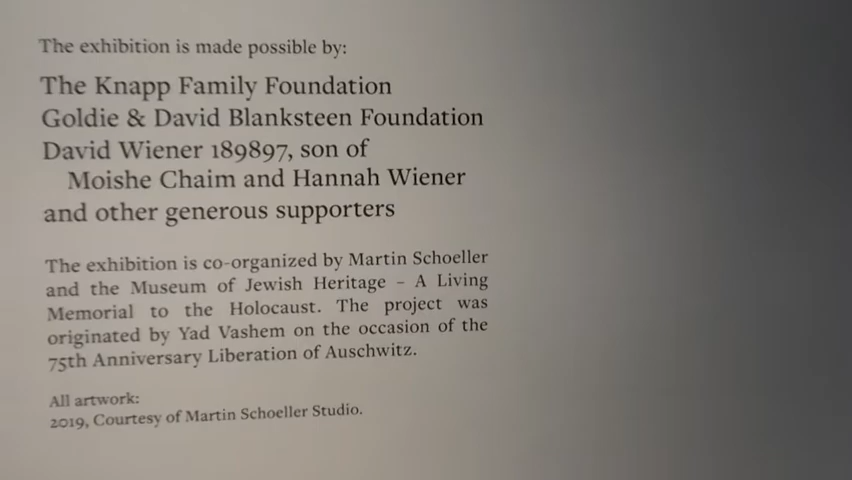 The exhibition is made possible by:
The Knapp Family Foundation
Goldie & David Blanksteen Foundation
David Wiener 189897, son of
Moishe Chaim and Hannah Wiener
and other generous supporters
The exhibition is co-organized by Martin Schoeller
and the Museum of Jewish Heritage – A Living
Memorial to the Holocaust. The project was
originated by Yad Vashem on the occasion of the
75th Anniversary Liberation of Auschwitz.
All artwork:
2019, Courtesy of Martin Schoeller Studio.